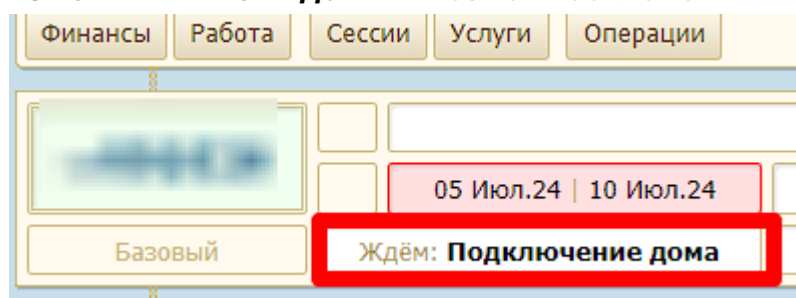 Финансы Работа Сессии Услуги Операции
05 Июл.24 | 10 Июл.24
Базовый Ждём: Подключение дома